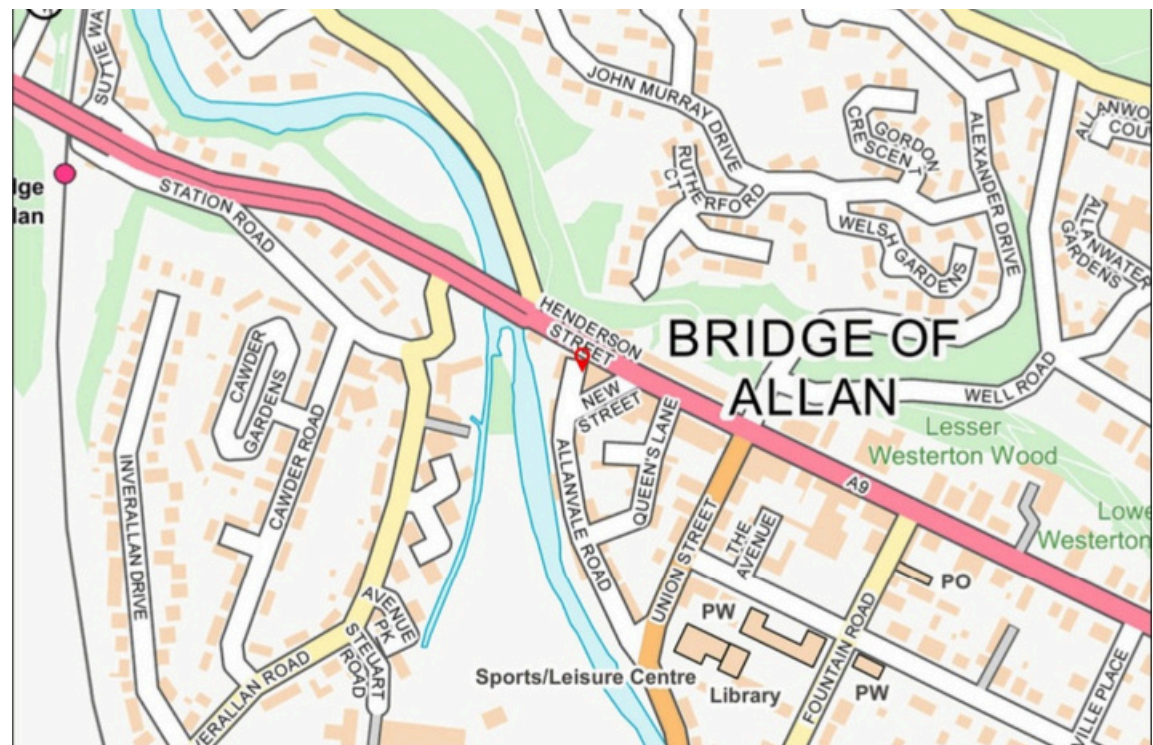 SUTTIE WA
JOHN MURRAY DRIVE
GORDON
CRESCENT
ALEXANDER DRIVE
ALLANWO
COU
lge
lan
STATION ROAD
RUTHERFORD
CT
WELSH GARDENS
ALLANWATER
GARDENS
HENDERSON
STREET
BRIDGE OF
ALLAN
WELL ROAD
CAWDER
GARDENS
NEW
STREET
Lesser
Westerton Wood
QUEEN'S LANE
A9
INVERALLAN DRIVE
CAWDER ROAD
ALLANVALE ROAD
UNION STREET
THE
AVENUE
Lowe
Westerton
PO
AVENUE
PK
STEUART
ROAD
VERALLAN ROAD
PW
Sports/Leisure Centre
Library
PW
FOUNTAIN ROAD
VILLE PLACE